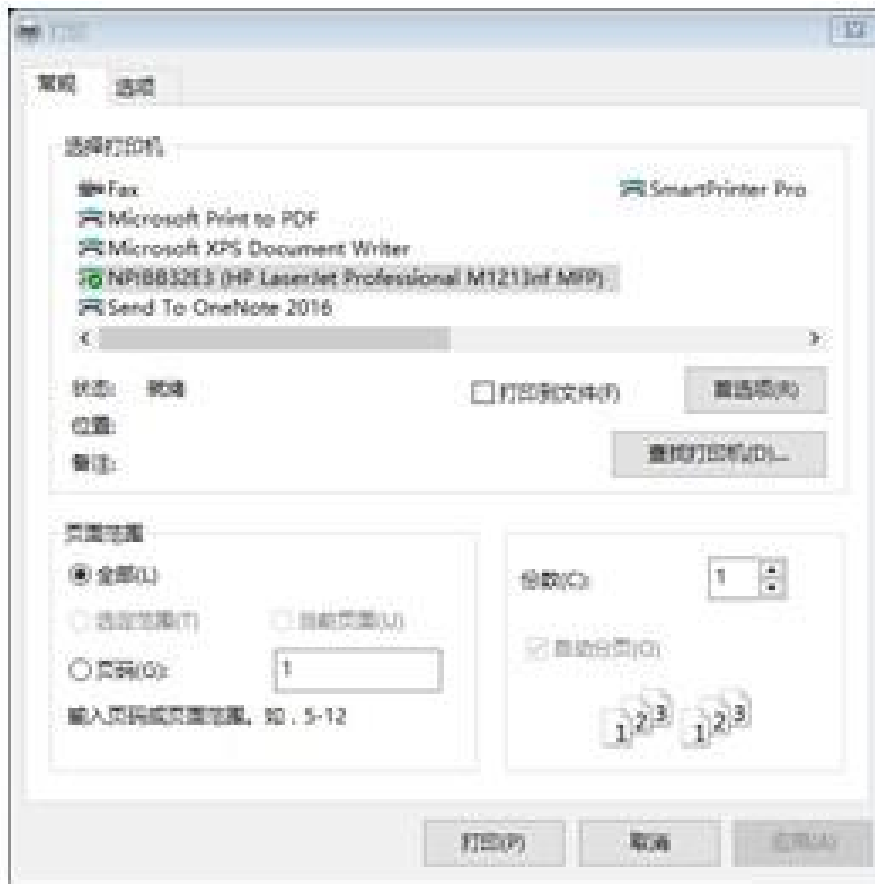 打印
常规 选项
选择打印机
Fax SmartPrinter Pro
Microsoft Print to PDF
Microsoft XPS Document Writer
NPI8B32E3 (HP LaserJet Professional M1213nf MFP)
Send To OneNote 2016
状态: 就绪 打印到文件(F) 首选项(R)
位置:
备注: 查找打印机(D)...
页面范围
全部(L) 份数(C): 1
选定范围(T) 当前页面(U)
自动分页(O)
页码(G): 1
输入页码或页面范围。如，5-12
1 2 3 1 2 3
打印(P) 取消 应用(A)